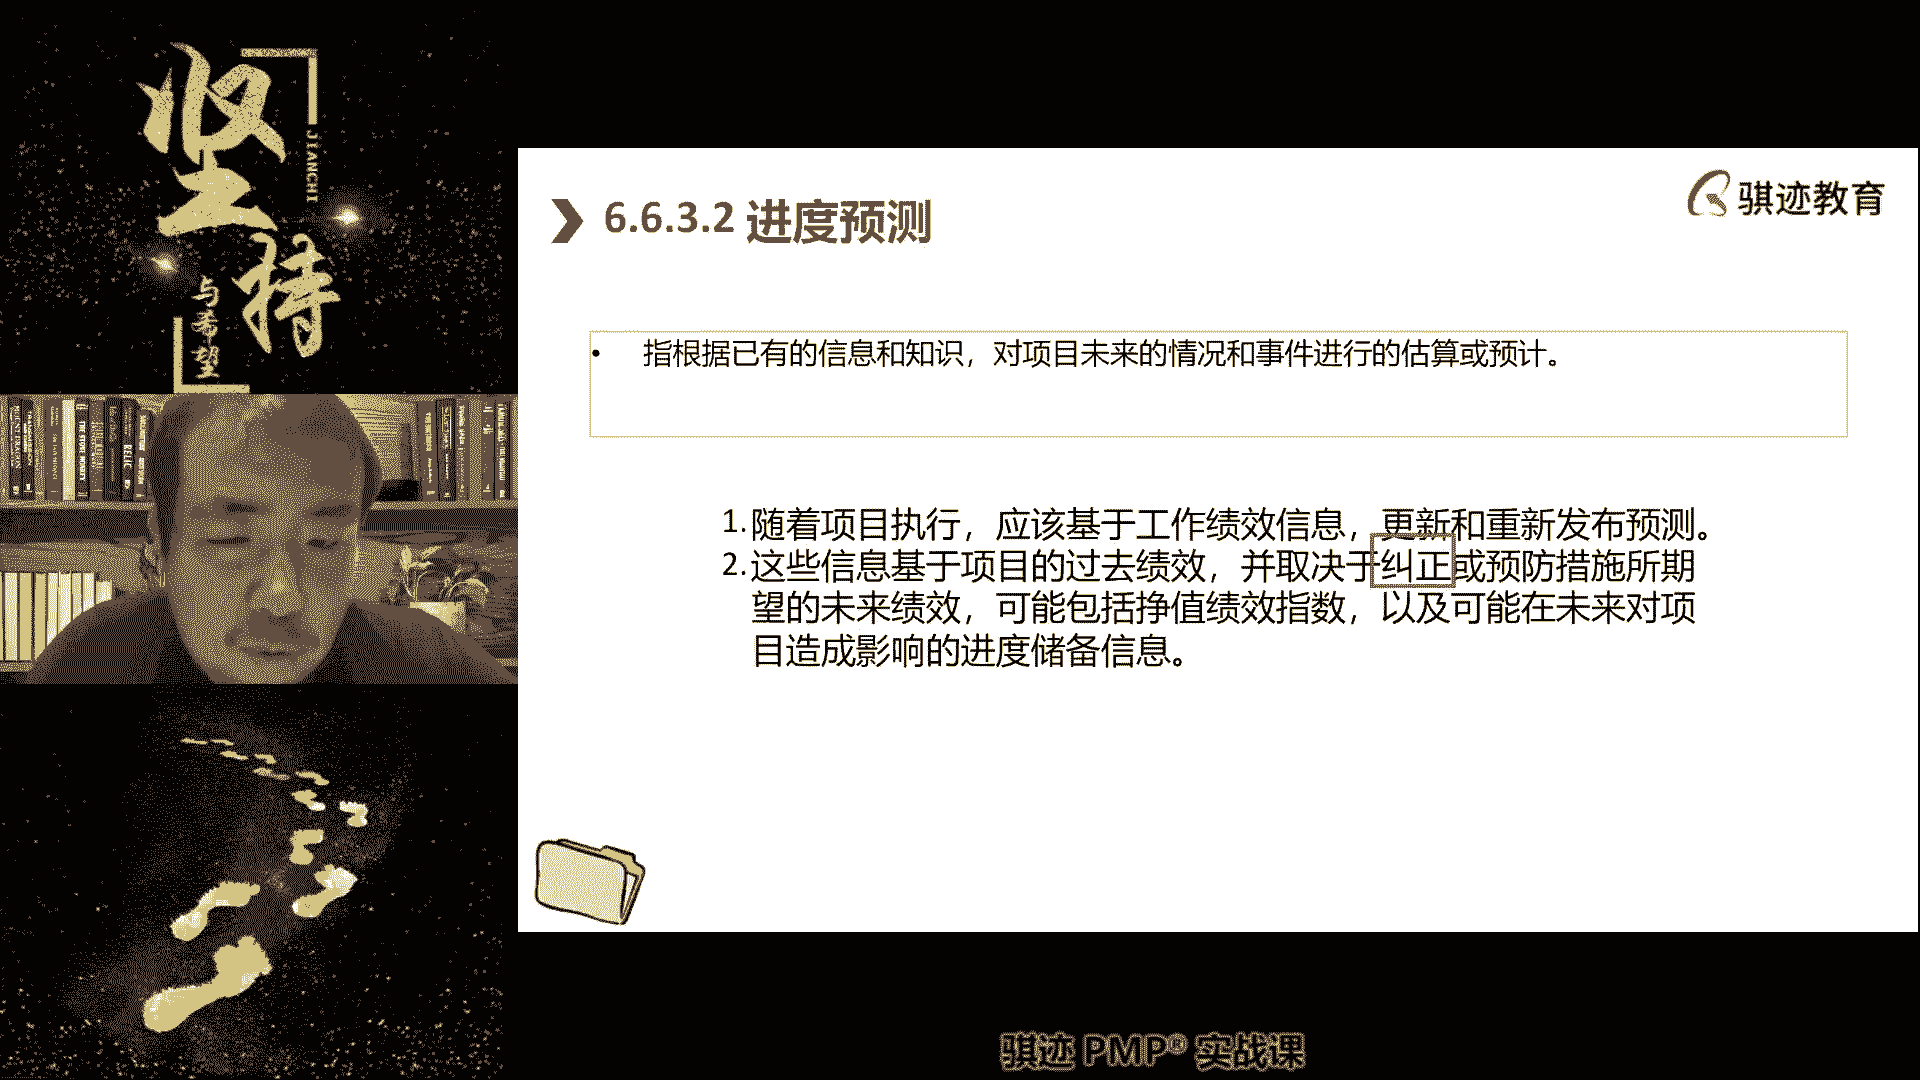 坚持
JIANCHI
与希望
RELIC
骐迹教育
6.6.3.2 进度预测
• 指根据已有的信息和知识，对项目未来的情况和事件进行的估算或预计。
1.随着项目执行，应该基于工作绩效信息，更新和重新发布预测。
2.这些信息基于项目的过去绩效，并取决于纠正或预防措施所期
望的未来绩效，可能包括挣值绩效指数，以及可能在未来对项
目造成影响的进度储备信息。
骐迹 PMP® 实战课